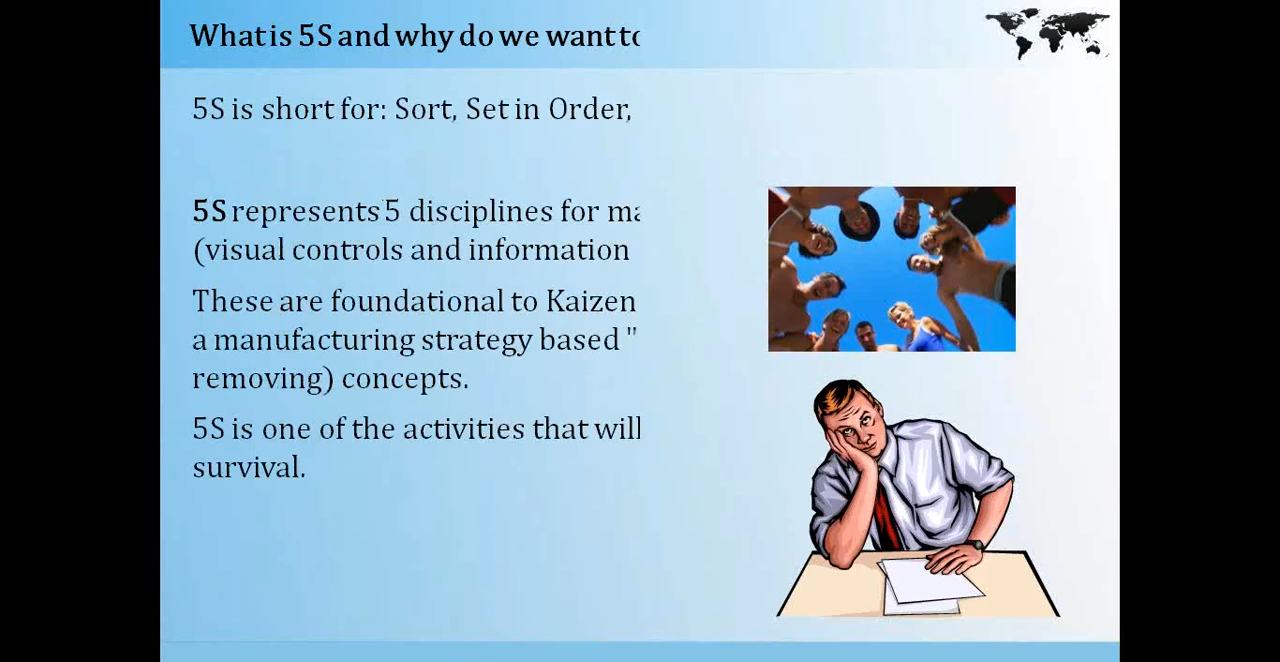 What is 5S and why do we want to
5S is short for: Sort, Set in Order,
5S represents 5 disciplines for ma
(visual controls and information
These are foundational to Kaizen
a manufacturing strategy based "
removing) concepts.
5S is one of the activities that will
survival.